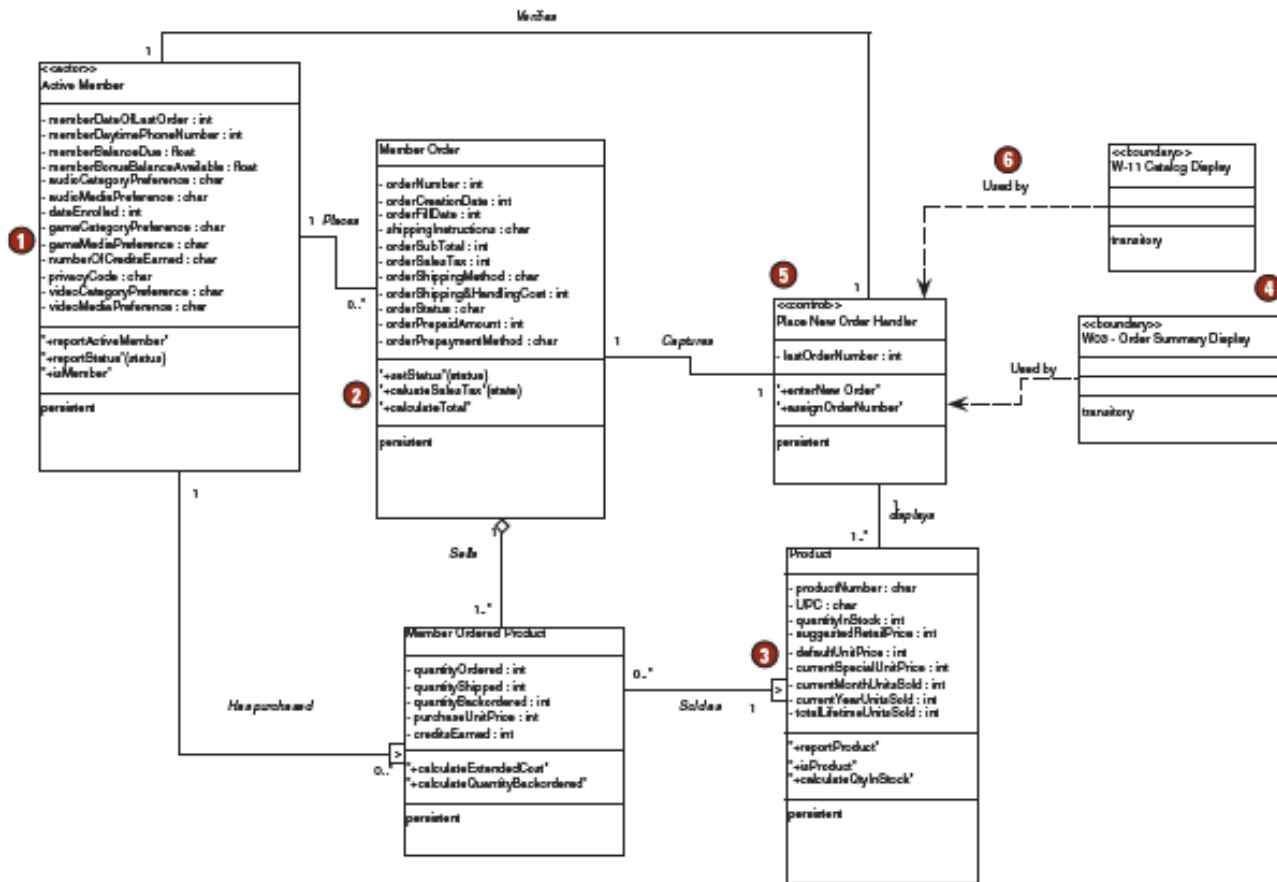 Verifies
1
<<actor>>
Active Member
- memberDateOfLastOrder : int
- memberDaytimePhoneNumber : int
- memberBalanceDue : float
- memberBonusBalanceAvailable : float
- audioCategoryPreference : char
- audioMediaPreference : char
- dateEnrolled : int
- gameCategoryPreference : char
- gameMediaPreference : char
- numberOfCreditsEarned : char
- privacyCode : char
- videoCategoryPreference : char
- videoMediaPreference : char
"+reportActiveMember"
"+reportStatus"(status)
"+isMember"
persistent
1
1 Places
0..*
Member Order
- orderNumber : int
- orderCreationDate : int
- orderFillDate : int
- shippingInstructions : char
- orderSubTotal : int
- orderSalesTax : int
- orderShippingMethod : char
- orderShipping&HandlingCost : int
- orderStatus : char
- orderPrepaidAmount : int
- orderPrepaymentMethod : char
2
"+setStatus"(status)
"+caluateSalesTax"(state)
"+calculateTotal"
persistent
1
Captures
1
5
1
<<control>>
Place New Order Handler
- lastOrderNumber : int
"+enterNew Order"
"+assignOrderNumber"
persistent
6
Used by
<<boundary>>
W-11 Catalog Display
transitory
4
Used by
<<boundary>>
- Order Summary Display
transitory
1
displays
1..*
Product
- productNumber : char
- UPC : char
- quantityInStock : int
- suggestedRetailPrice : int
- defaultUnitPrice : int
- currentSpecialUnitPrice : int
- currentMonthUnitsSold : int
- currentYearUnitsSold : int
- totalLifetimeUnitsSold : int
3
"+reportProduct"
"+isProduct"
"+calculateQtyInStock"
persistent
1
Sells
1..*
Member Ordered Product
- quantityOrdered : int
- quantityShipped : int
- quantityBackordered : int
- purchaseUnitPrice : int
- creditsEarned : int
"+calculateExtendedCost"
"+calculateQuantityBackordered"
persistent
1
Has purchased
0..*
>
0..*
Sold as
1
>